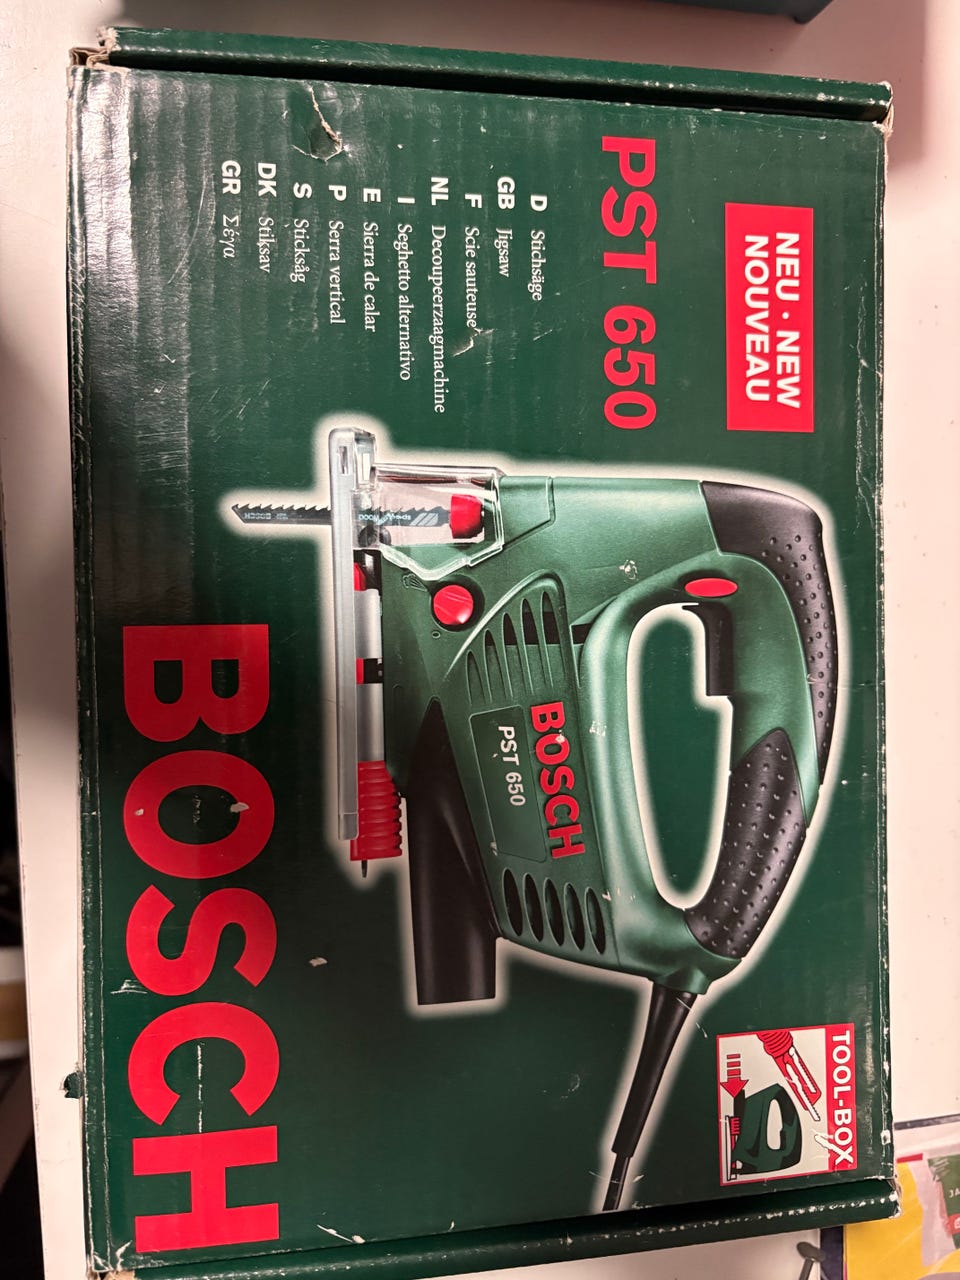 NEU · NEW
NOUVEAU
PST 650
D Stichsäge
GB Jigsaw
F Scie sauteuse
NL Decoupeerzaagmachine
I Seghetto alternativo
E Sierra de calar
P Serra vertical
S Sticksåg
DK Stiksav
GR Σέγα
BOSCH
BOSCH
PST 650
TOOL-BOX
BOSCH